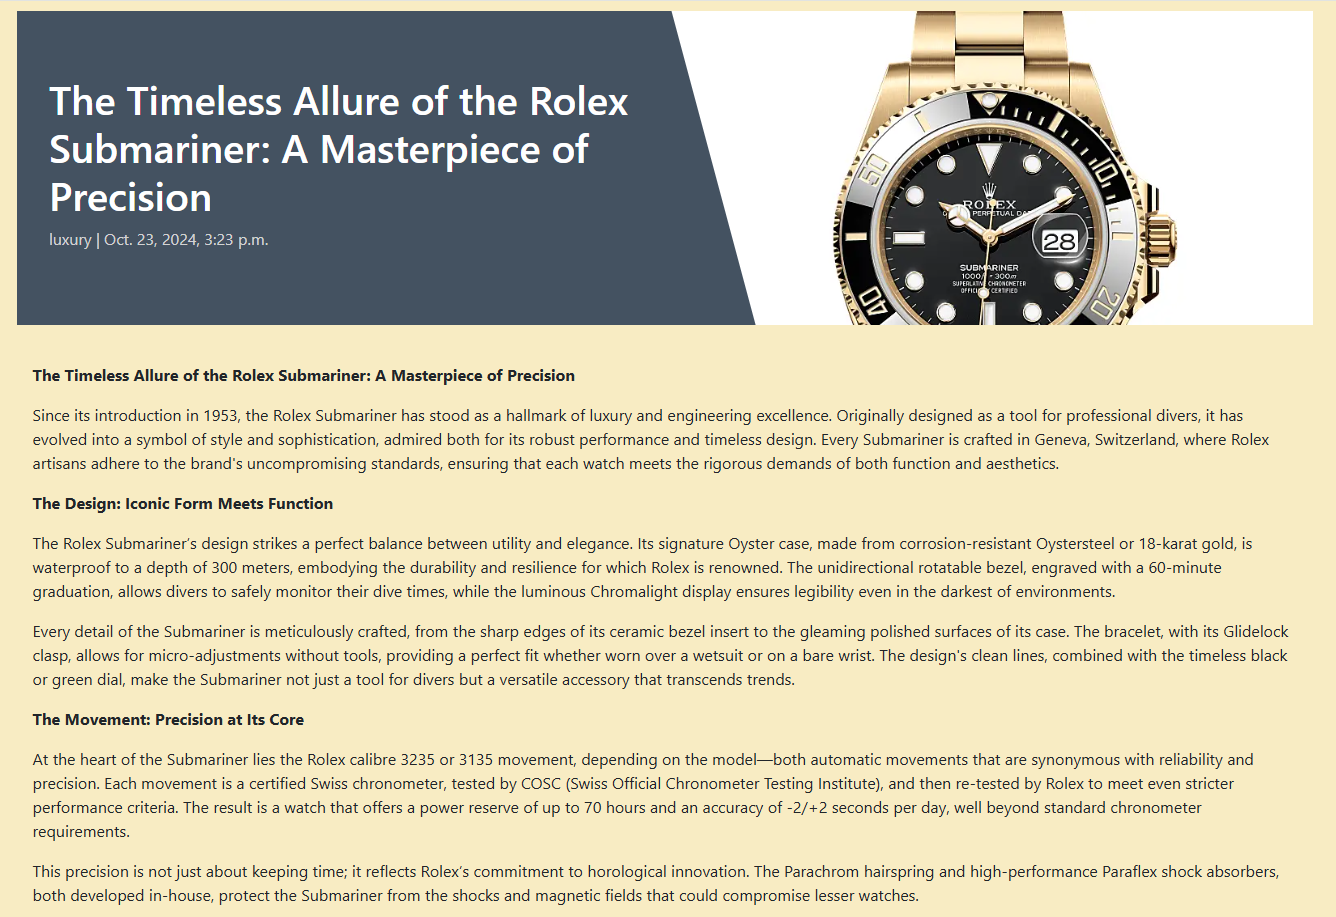 The Timeless Allure of the Rolex
Submariner: A Masterpiece of
Precision
luxury | Oct. 23, 2024, 3:23 p.m.
50
10
ROLEX
PERPETUAL DA
28
SUBMARINER
1000 300m
SUPERLATIVE CHRONOMETER
OFFICIALLY CERTIFIED
40
20
The Timeless Allure of the Rolex Submariner: A Masterpiece of Precision
Since its introduction in 1953, the Rolex Submariner has stood as a hallmark of luxury and engineering excellence. Originally designed as a tool for professional divers, it has
evolved into a symbol of style and sophistication, admired both for its robust performance and timeless design. Every Submariner is crafted in Geneva, Switzerland, where Rolex
artisans adhere to the brand's uncompromising standards, ensuring that each watch meets the rigorous demands of both function and aesthetics.
The Design: Iconic Form Meets Function
The Rolex Submariner’s design strikes a perfect balance between utility and elegance. Its signature Oyster case, made from corrosion-resistant Oystersteel or 18-karat gold, is
waterproof to a depth of 300 meters, embodying the durability and resilience for which Rolex is renowned. The unidirectional rotatable bezel, engraved with a 60-minute
graduation, allows divers to safely monitor their dive times, while the luminous Chromalight display ensures legibility even in the darkest of environments.
Every detail of the Submariner is meticulously crafted, from the sharp edges of its ceramic bezel insert to the gleaming polished surfaces of its case. The bracelet, with its Glidelock
clasp, allows for micro-adjustments without tools, providing a perfect fit whether worn over a wetsuit or on a bare wrist. The design's clean lines, combined with the timeless black
or green dial, make the Submariner not just a tool for divers but a versatile accessory that transcends trends.
The Movement: Precision at Its Core
At the heart of the Submariner lies the Rolex calibre 3235 or 3135 movement, depending on the model—both automatic movements that are synonymous with reliability and
precision. Each movement is a certified Swiss chronometer, tested by COSC (Swiss Official Chronometer Testing Institute), and then re-tested by Rolex to meet even stricter
performance criteria. The result is a watch that offers a power reserve of up to 70 hours and an accuracy of -2/+2 seconds per day, well beyond standard chronometer
requirements.
This precision is not just about keeping time; it reflects Rolex’s commitment to horological innovation. The Parachrom hairspring and high-performance Paraflex shock absorbers,
both developed in-house, protect the Submariner from the shocks and magnetic fields that could compromise lesser watches.